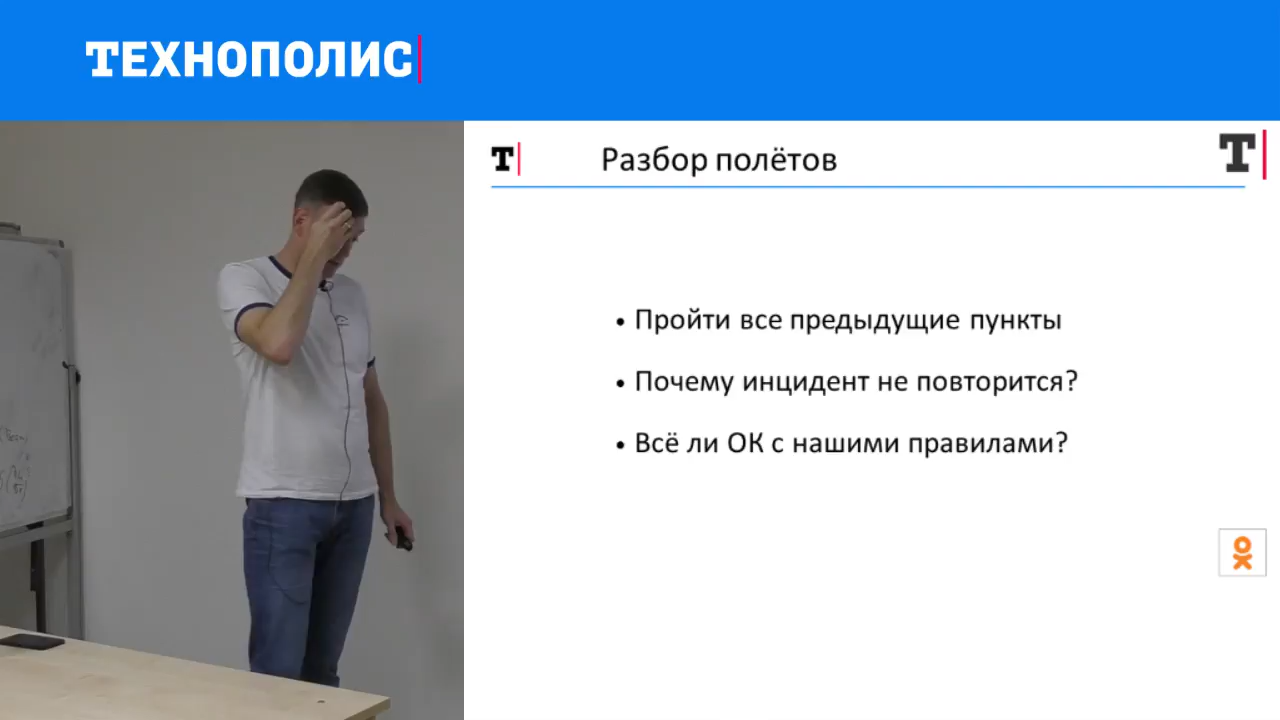 ТЕХНОПОЛИС
Т
Разбор полётов
Т
• Пройти все предыдущие пункты
• Почему инцидент не повторится?
• Всё ли ОК с нашими правилами?